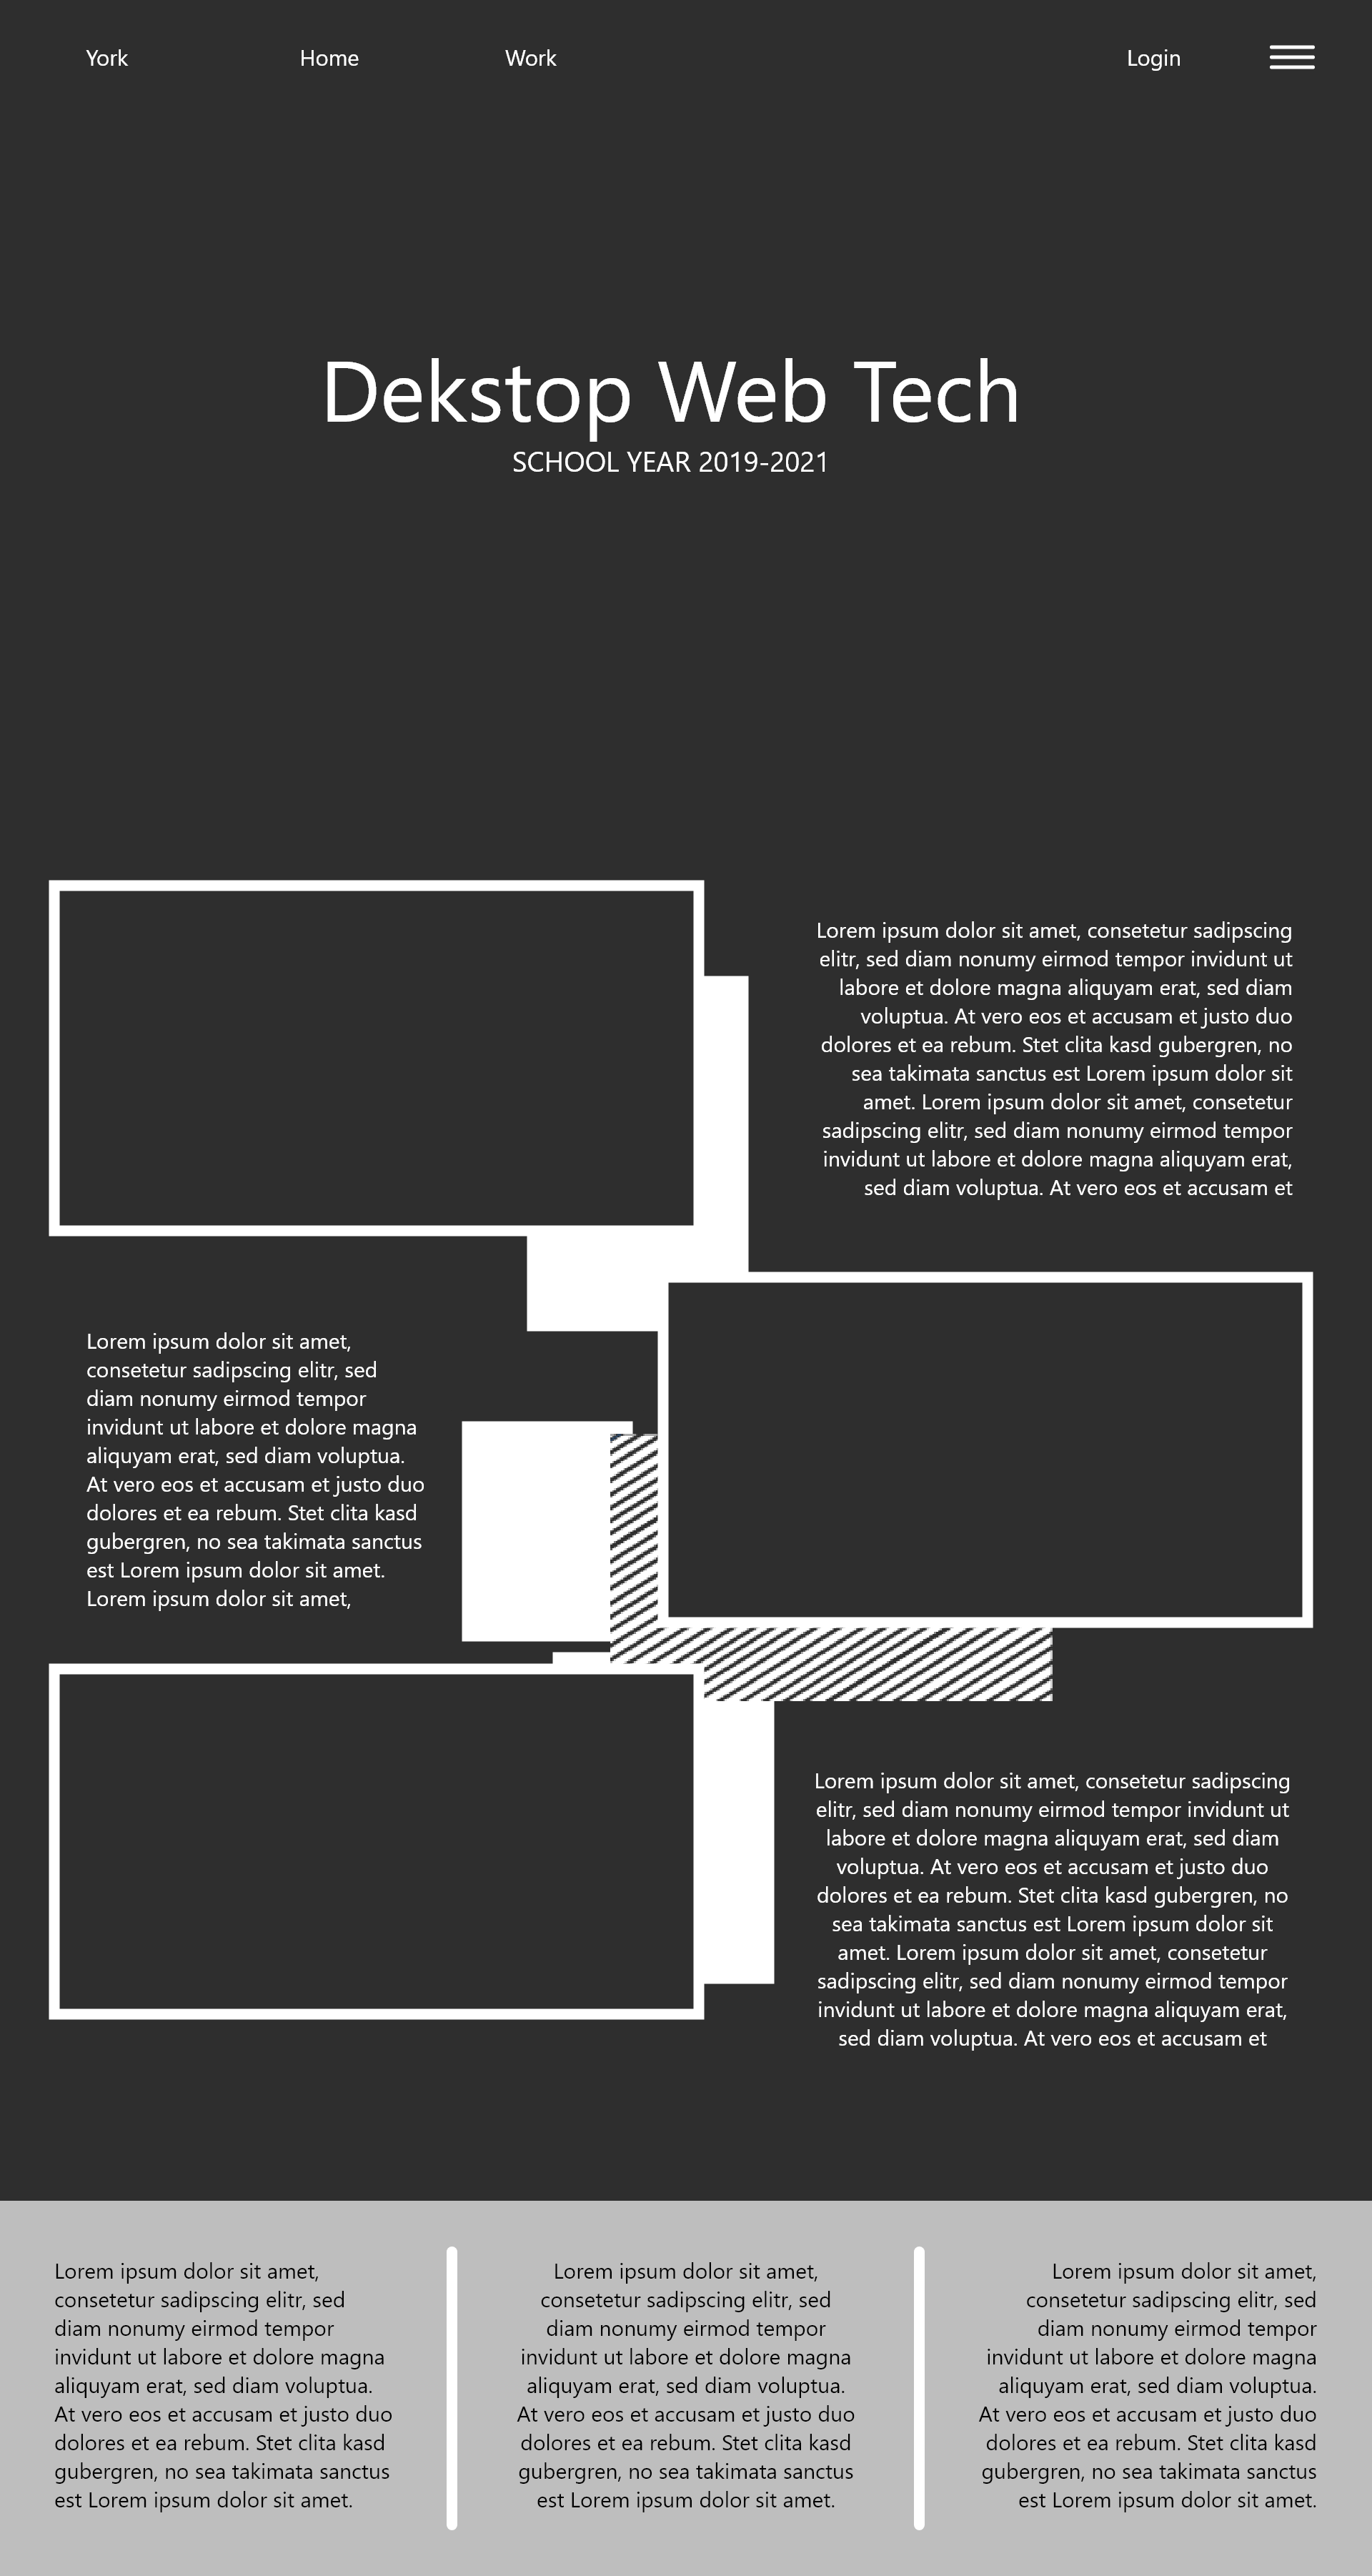 York Home Work Login
Dekstop Web Tech
SCHOOL YEAR 2019-2021
Lorem ipsum dolor sit amet, consetetur sadipscing
elitr, sed diam nonumy eirmod tempor invidunt ut
labore et dolore magna aliquyam erat, sed diam
voluptua. At vero eos et accusam et justo duo
dolores et ea rebum. Stet clita kasd gubergren, no
sea takimata sanctus est Lorem ipsum dolor sit
amet. Lorem ipsum dolor sit amet, consetetur
sadipscing elitr, sed diam nonumy eirmod tempor
invidunt ut labore et dolore magna aliquyam erat,
sed diam voluptua. At vero eos et accusam et
Lorem ipsum dolor sit amet,
consetetur sadipscing elitr, sed
diam nonumy eirmod tempor
invidunt ut labore et dolore magna
aliquyam erat, sed diam voluptua.
At vero eos et accusam et justo duo
dolores et ea rebum. Stet clita kasd
gubergren, no sea takimata sanctus
est Lorem ipsum dolor sit amet.
Lorem ipsum dolor sit amet,
Lorem ipsum dolor sit amet, consetetur sadipscing
elitr, sed diam nonumy eirmod tempor invidunt ut
labore et dolore magna aliquyam erat, sed diam
voluptua. At vero eos et accusam et justo duo
dolores et ea rebum. Stet clita kasd gubergren, no
sea takimata sanctus est Lorem ipsum dolor sit
amet. Lorem ipsum dolor sit amet, consetetur
sadipscing elitr, sed diam nonumy eirmod tempor
invidunt ut labore et dolore magna aliquyam erat,
sed diam voluptua. At vero eos et accusam et
Lorem ipsum dolor sit amet,
consetetur sadipscing elitr, sed
diam nonumy eirmod tempor
invidunt ut labore et dolore magna
aliquyam erat, sed diam voluptua.
At vero eos et accusam et justo duo
dolores et ea rebum. Stet clita kasd
gubergren, no sea takimata sanctus
est Lorem ipsum dolor sit amet.
Lorem ipsum dolor sit amet,
consetetur sadipscing elitr, sed
diam nonumy eirmod tempor
invidunt ut labore et dolore magna
aliquyam erat, sed diam voluptua.
At vero eos et accusam et justo duo
dolores et ea rebum. Stet clita kasd
gubergren, no sea takimata sanctus
est Lorem ipsum dolor sit amet.
Lorem ipsum dolor sit amet,
consetetur sadipscing elitr, sed
diam nonumy eirmod tempor
invidunt ut labore et dolore magna
aliquyam erat, sed diam voluptua.
At vero eos et accusam et justo duo
dolores et ea rebum. Stet clita kasd
gubergren, no sea takimata sanctus
est Lorem ipsum dolor sit amet.